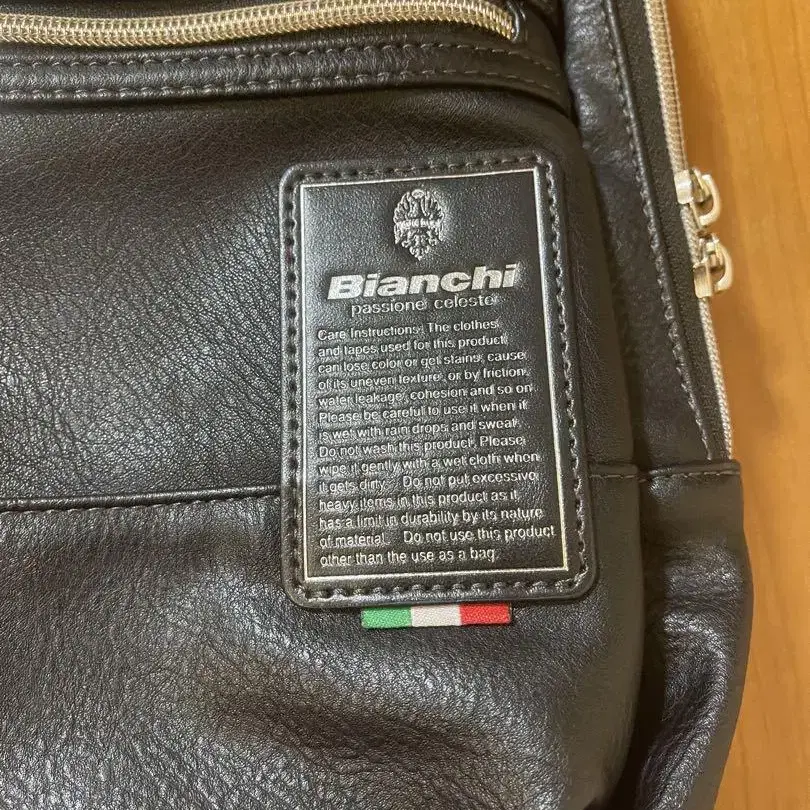 Bianchi
passione celeste
Care Instructions: The clothes
and tapes used for this product
can lose color or get stains, cause
of its uneven texture, or by friction,
water leakage, cohesion and so on
Please be careful to use it when it
is wet with rain drops and sweat
Do not wash this product. Please
wipe it gently with a wet cloth when
it gets dirty. Do not put excessive
heavy items in this product as it
has a limit in durability by its nature
of material. Do not use this product
other than the use as a bag.